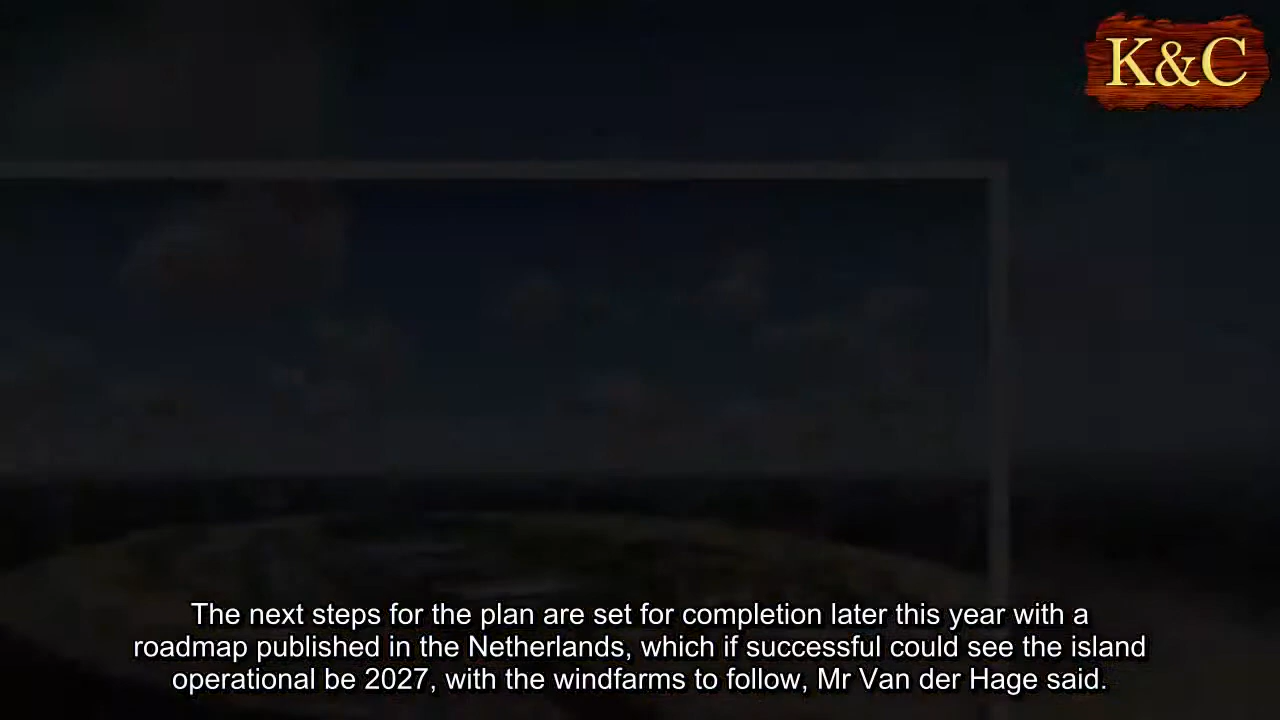 K&C
The next steps for the plan are set for completion later this year with a
roadmap published in the Netherlands, which if successful could see the island
operational be 2027, with the windfarms to follow, Mr Van der Hage said.